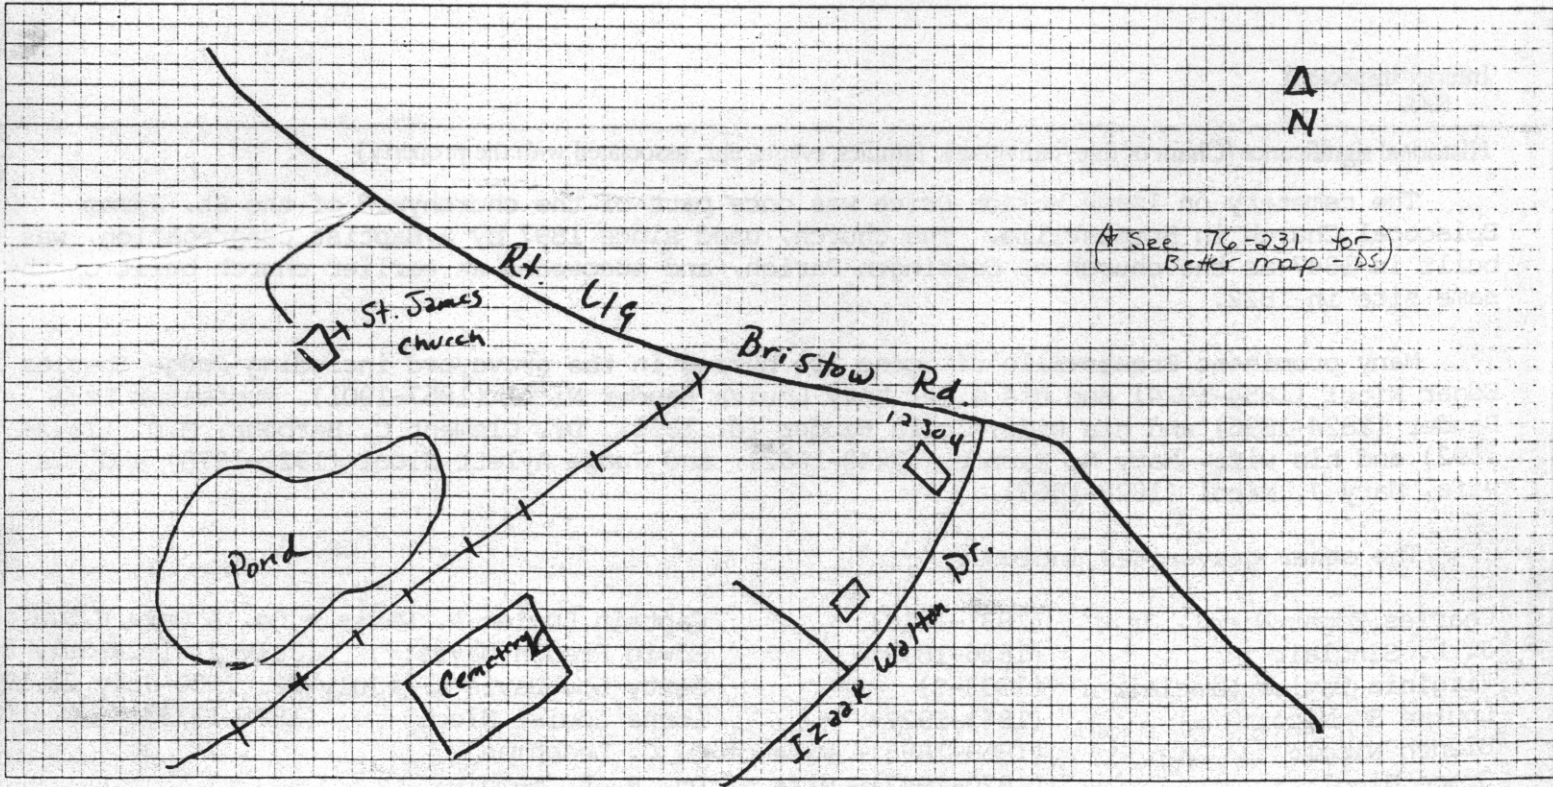 N
(* See 76-231 for
Better map - DS)
Rt. 619
Bristow Rd.
St. James
church
12304
Pond
Cemetery
Izaak Walton Dr.